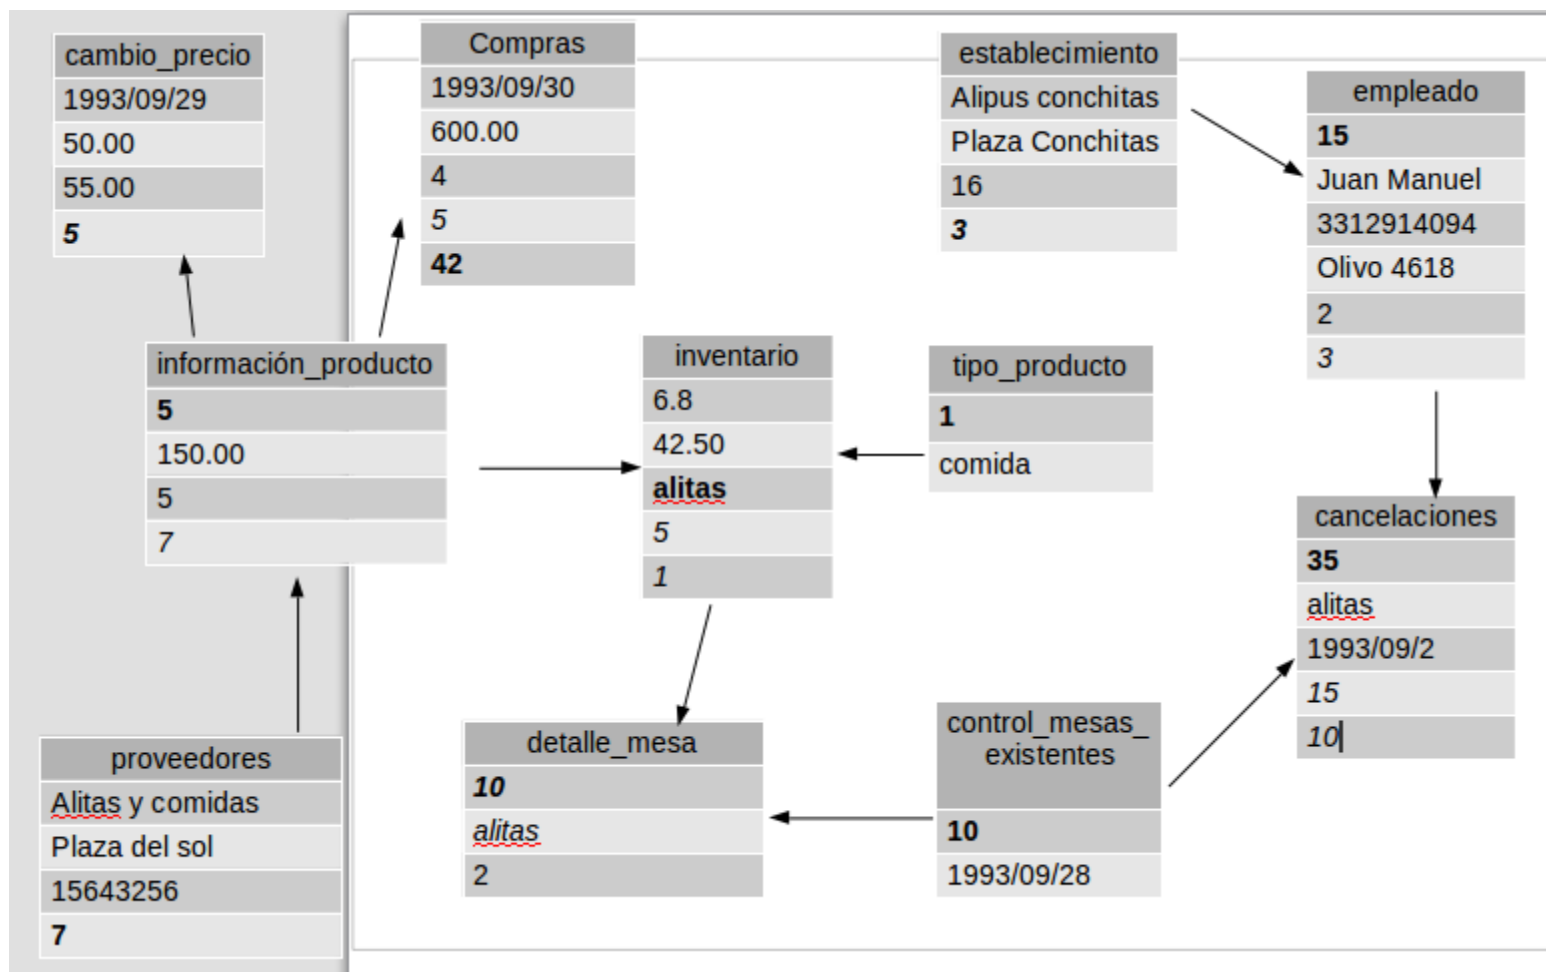 cambio_precio
1993/09/29
50.00
55.00
5
Compras
1993/09/30
600.00
4
5
42
establecimiento
Alipus conchitas
Plaza Conchitas
16
3
empleado
15
Juan Manuel
3312914094
Olivo 4618
2
3
información_producto
5
150.00
5
7
inventario
6.8
42.50
alitas
5
1
tipo_producto
1
comida
cancelaciones
35
alitas
1993/09/2
15
10
proveedores
Alitas y comidas
Plaza del sol
15643256
7
detalle_mesa
10
alitas
2
control_mesas_
existentes
10
1993/09/28